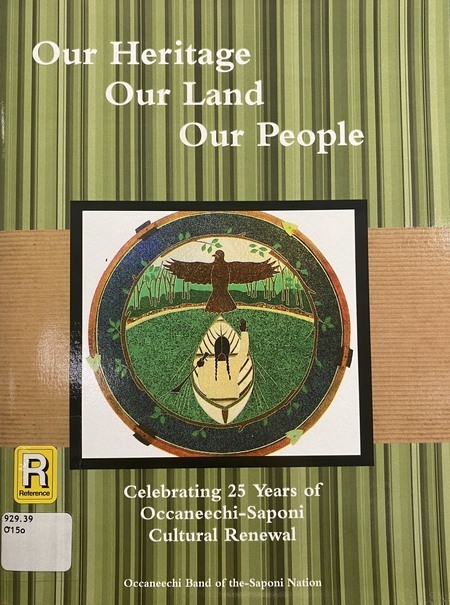 Our Heritage
Our Land
Our People
Celebrating 25 Years of
Occaneechi-Saponi
Cultural Renewal
R
Reference
929.39
O15o
Occaneechi Band of the-Saponi Nation